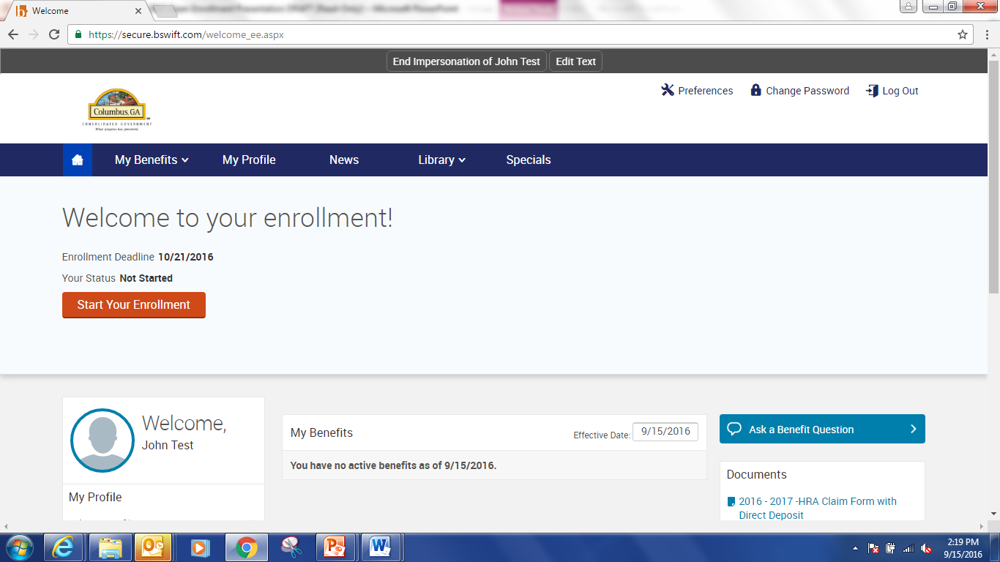 Welcome
https://secure.bswift.com/welcome_ee.aspx
End Impersonation of John Test
Edit Text
Columbus, GA
CONSOLIDATED GOVERNMENT
What progress has preserved.
Preferences
Change Password
Log Out
My Benefits
My Profile
News
Library
Specials
Welcome to your enrollment!
Enrollment Deadline 10/21/2016
Your Status Not Started
Start Your Enrollment
Welcome,
John Test
My Profile
My Benefits
Effective Date: 9/15/2016
You have no active benefits as of 9/15/2016.
Ask a Benefit Question
Documents
2016 - 2017 -HRA Claim Form with
Direct Deposit
2:19 PM
9/15/2016